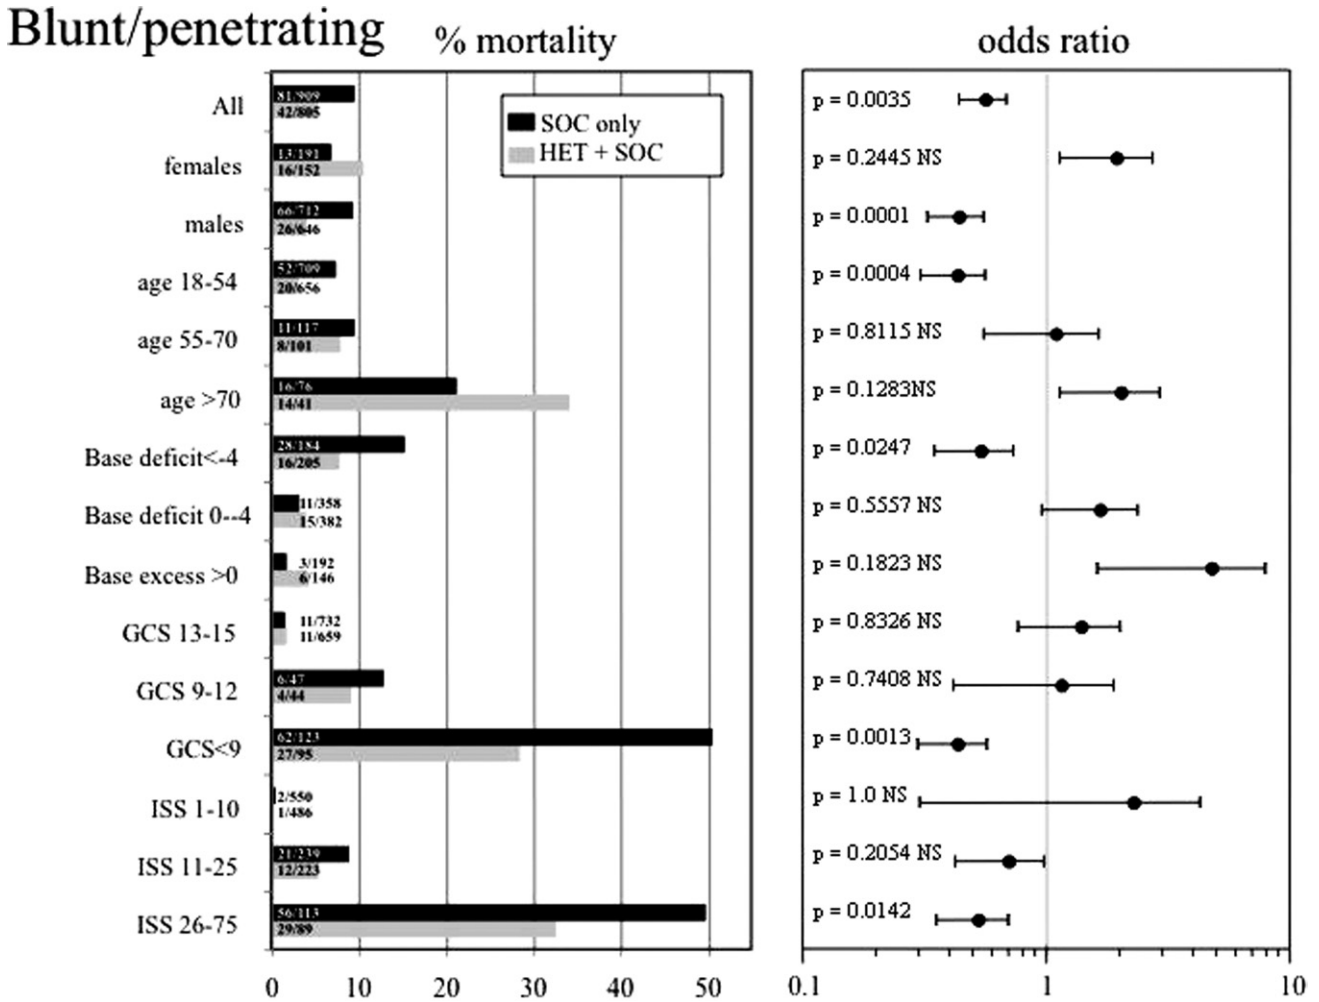 Blunt/penetrating
% mortality
odds ratio
SOC only
HET + SOC
All
81/909
42/805
p = 0.0035
females
13/191
16/152
p = 0.2445 NS
males
66/712
26/646
p = 0.0001
age 18-54
52/709
20/656
p = 0.0004
age 55-70
11/117
8/101
p = 0.8115 NS
age >70
16/76
14/41
p = 0.1283NS
Base deficit<-4
28/184
16/205
p = 0.0247
Base deficit 0--4
11/358
15/382
p = 0.5557 NS
Base excess >0
3/192
6/146
p = 0.1823 NS
GCS 13-15
11/732
11/659
p = 0.8326 NS
GCS 9-12
6/47
4/44
p = 0.7408 NS
GCS<9
62/123
27/95
p = 0.0013
ISS 1-10
2/550
1/486
p = 1.0 NS
ISS 11-25
21/239
12/223
p = 0.2054 NS
ISS 26-75
56/113
29/89
p = 0.0142
0 10 20 30 40 50
0.1 1 10